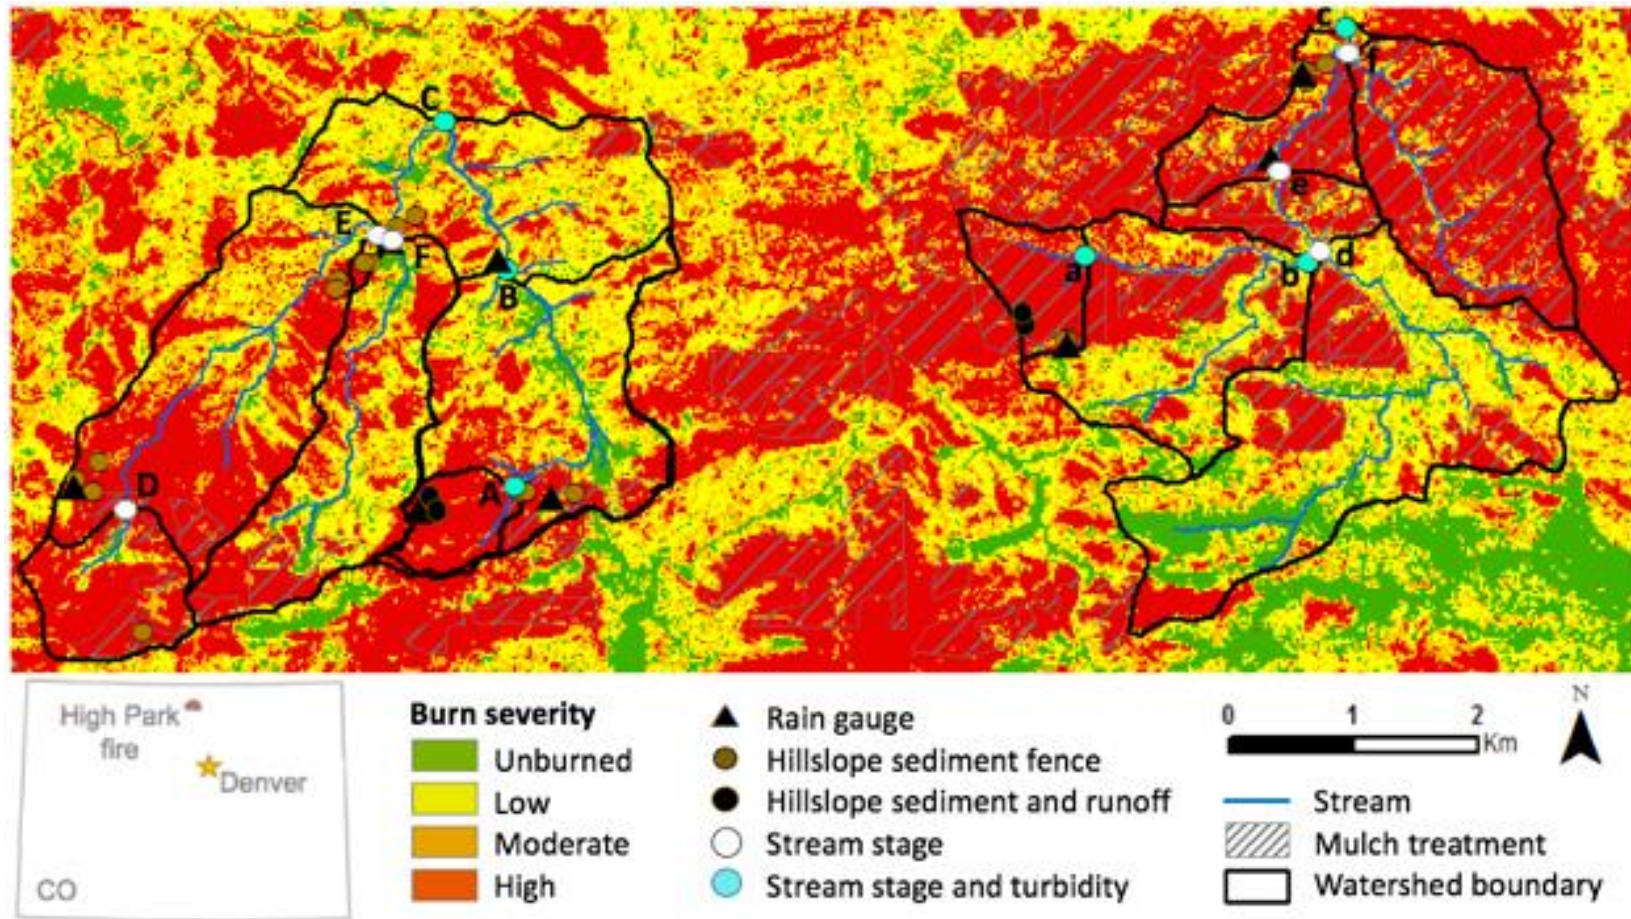 c
f
C
e
E
F
a
b
d
B
D
A
High Park
fire
Denver
CO
Burn severity
Unburned
Low
Moderate
High
Rain gauge
Hillslope sediment fence
Hillslope sediment and runoff
Stream stage
Stream stage and turbidity
0 1 2
Km
N
Stream
Mulch treatment
Watershed boundary